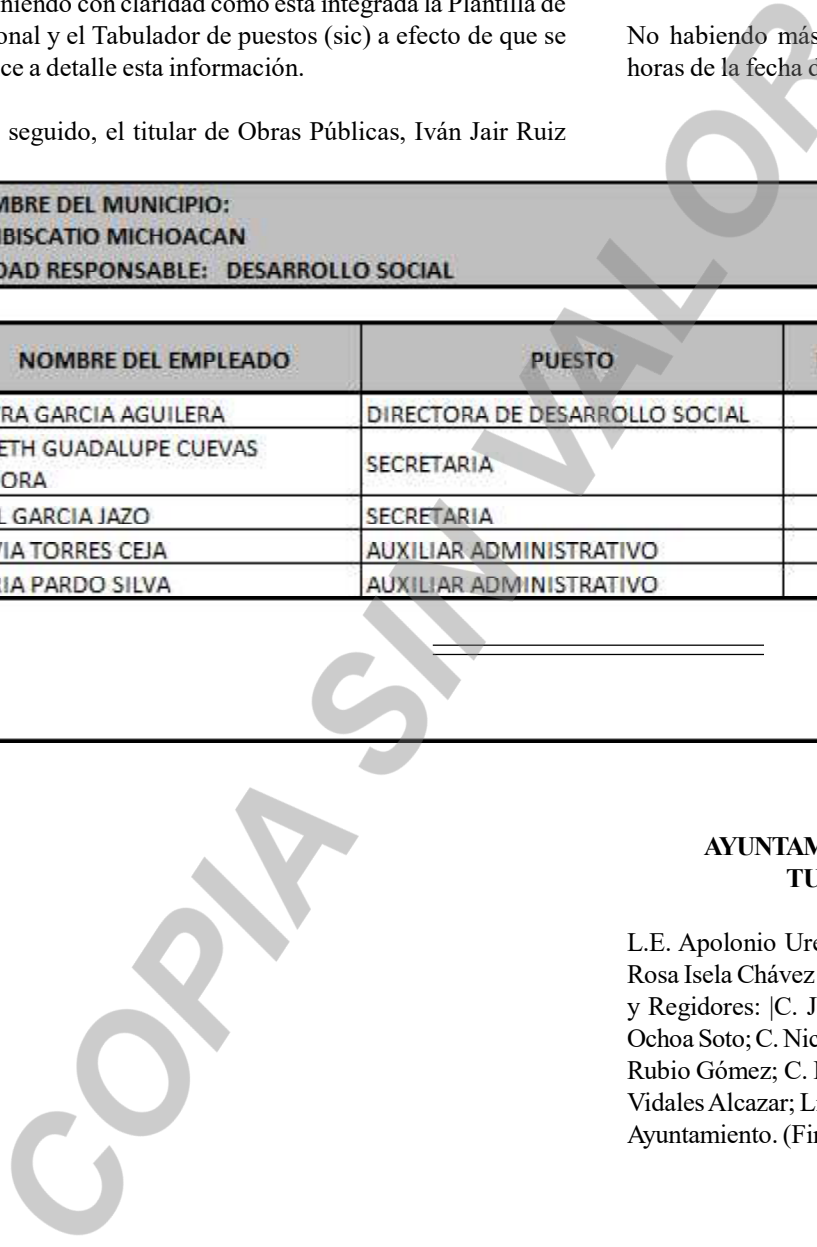 niendo con claridad como está integrada la Plantilla de
onal y el Tabulador de puestos (sic) a efecto de que se
ce a detalle esta información.
seguido, el titular de Obras Públicas, Iván Jair Ruiz
No habiendo más
horas de la fecha d
MBRE DEL MUNICIPIO:
BISCATIO MICHOACAN
DAD RESPONSABLE: DESARROLLO SOCIAL
NOMBRE DEL EMPLEADO PUESTO
RA GARCIA AGUILERA DIRECTORA DE DESARROLLO SOCIAL
ETH GUADALUPE CUEVAS
ORA SECRETARIA
L GARCIA JAZO SECRETARIA
VIA TORRES CEJA AUXILIAR ADMINISTRATIVO
RIA PARDO SILVA AUXILIAR ADMINISTRATIVO
AYUNTAM
TU
L.E. Apolonio Ure
Rosa Isela Chávez
y Regidores: |C. J
Ochoa Soto; C. Nic
Rubio Gómez; C. 
Vidales Alcazar; L
Ayuntamiento. (Fir
COPIA SIN VALOR